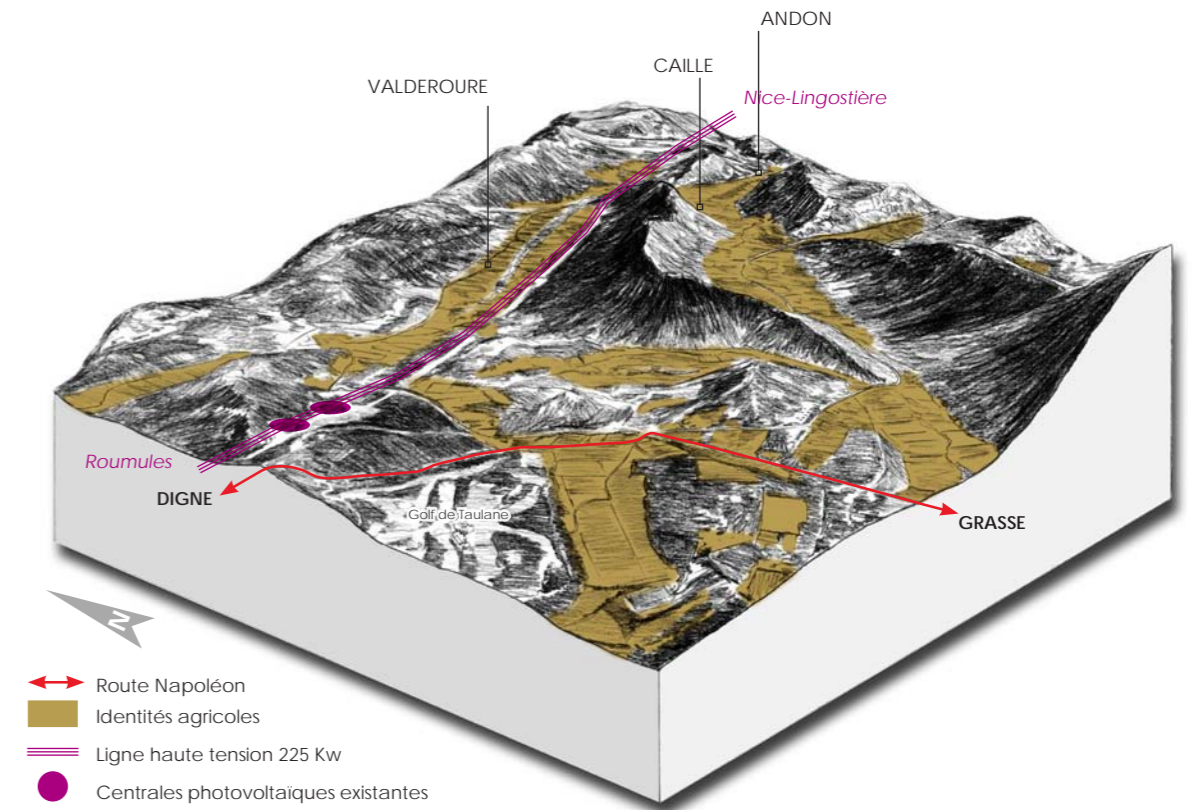 ANDON
CAILLE
VALDEROURE
Nice-Lingostière
Roumules
DIGNE
Golf de Taulane
GRASSE
N
Route Napoléon
Identités agricoles
Ligne haute tension 225 Kw
Centrales photovoltaïques existantes